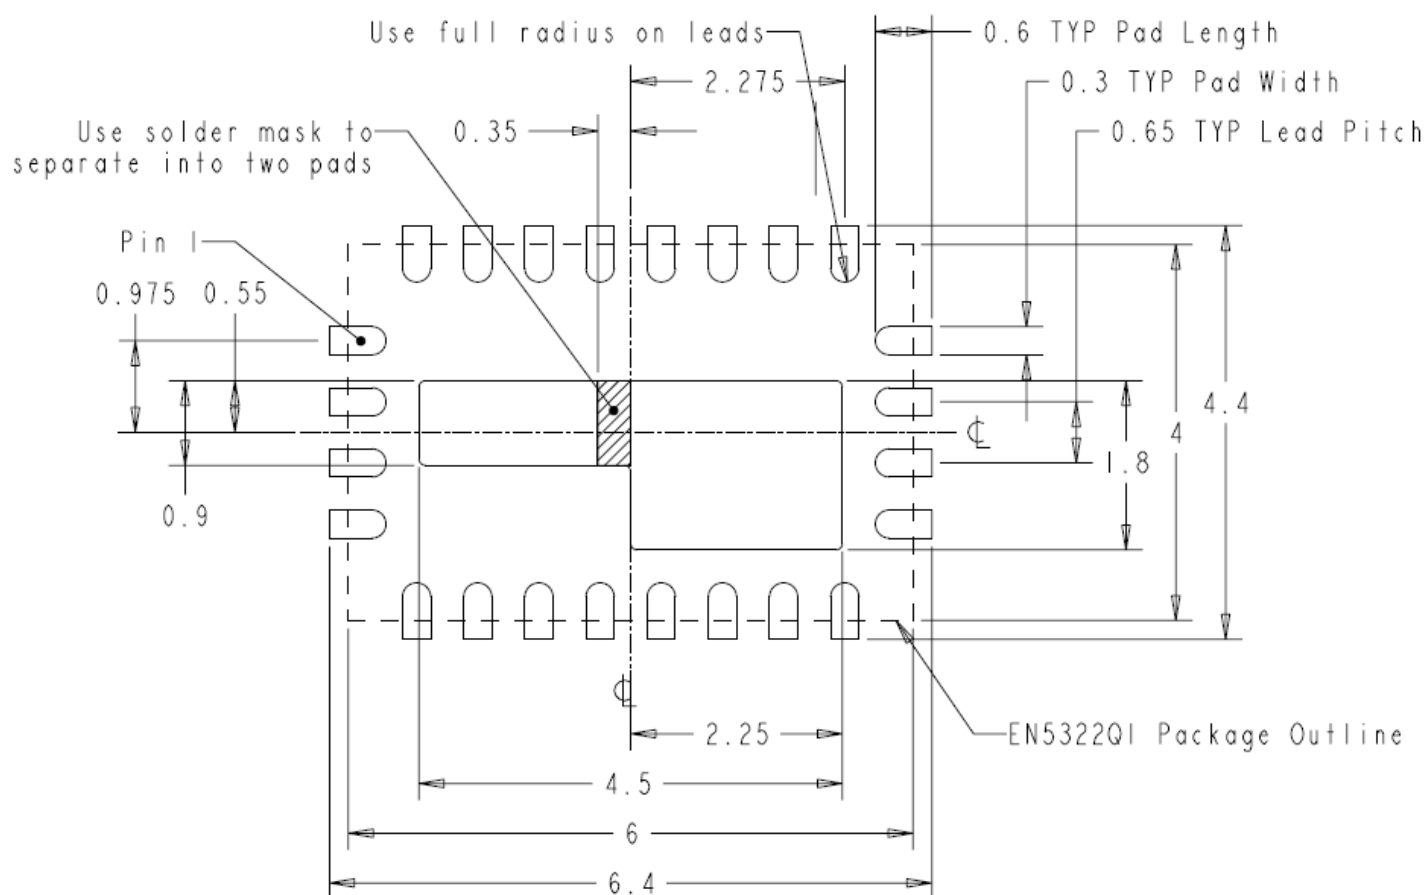 Use full radius on leads
0.6 TYP Pad Length
2.275
0.3 TYP Pad Width
Use solder mask to
separate into two pads
0.35
0.65 TYP Lead Pitch
Pin 1
0.975
0.55
4.4
4
1.8
0.9
2.25
EN5322QI Package Outline
4.5
6
6.4